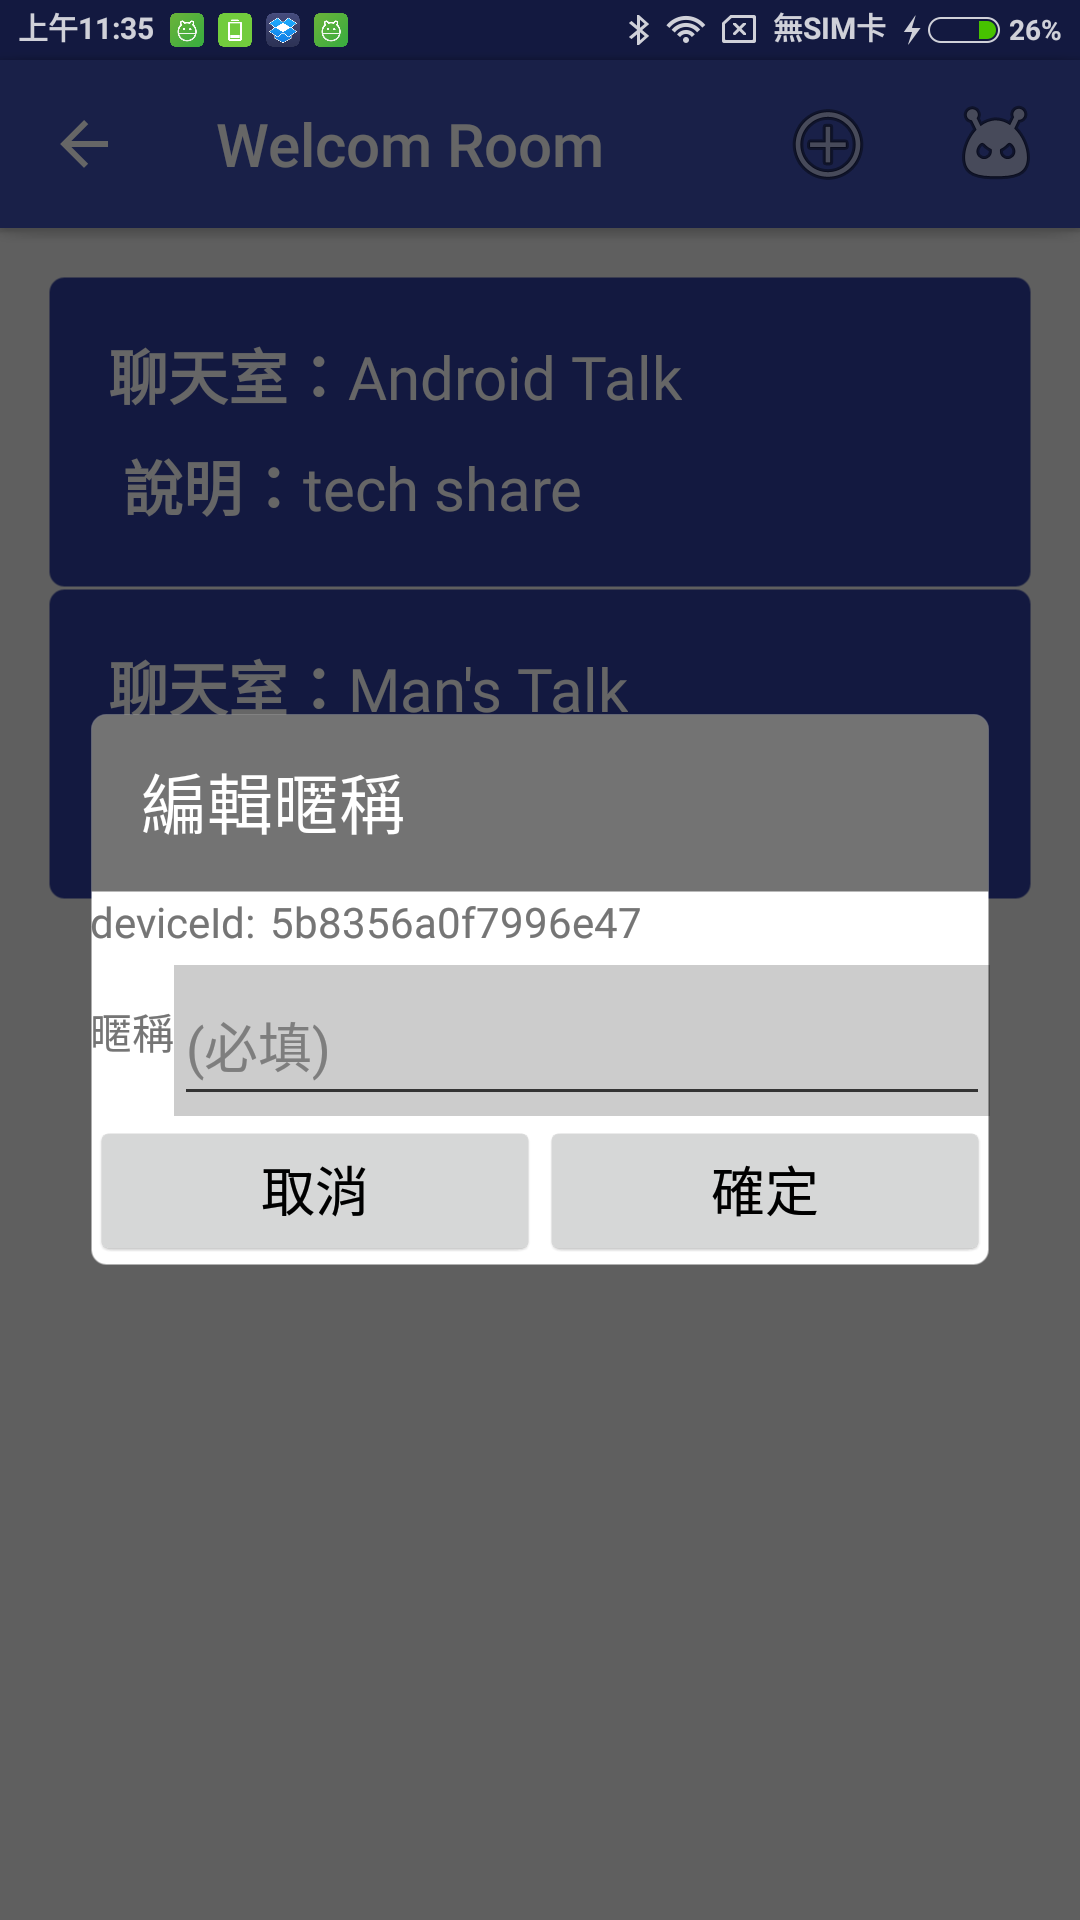 上午11:35 無SIM卡 26%
Welcom Room
聊天室：Android Talk
說明：tech share
聊天室：Man's Talk
編輯暱稱
deviceId: 5b8356a0f7996e47
暱稱 (必填)
取消 確定